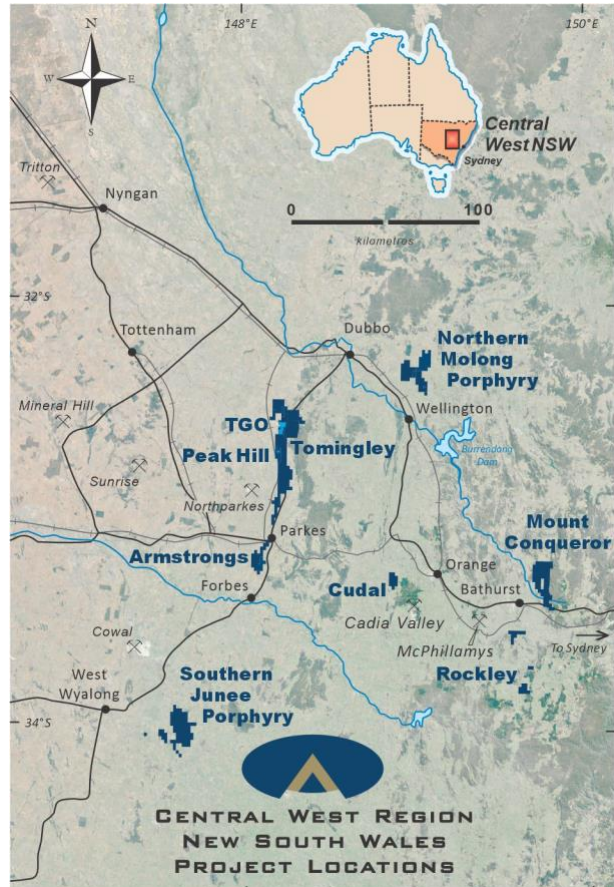 148°E
150°E
N
W
E
S
Central
West NSW
Sydney
0
100
kilometres
Tritton
Nyngan
32°S
Tottenham
Dubbo
Northern
Molong
Porphyry
Mineral Hill
TGO
Wellington
Peak Hill
Tomingley
Burrendong
Dam
Sunrise
Northparkes
Parkes
Mount
Conqueror
Armstrongs
Orange
Forbes
Cudal
Bathurst
Cadia Valley
McPhillamys
To Sydney
Cowal
West
Wyalong
Southern
Junee
Porphyry
Rockley
34°S
CENTRAL WEST REGION
NEW SOUTH WALES
PROJECT LOCATIONS